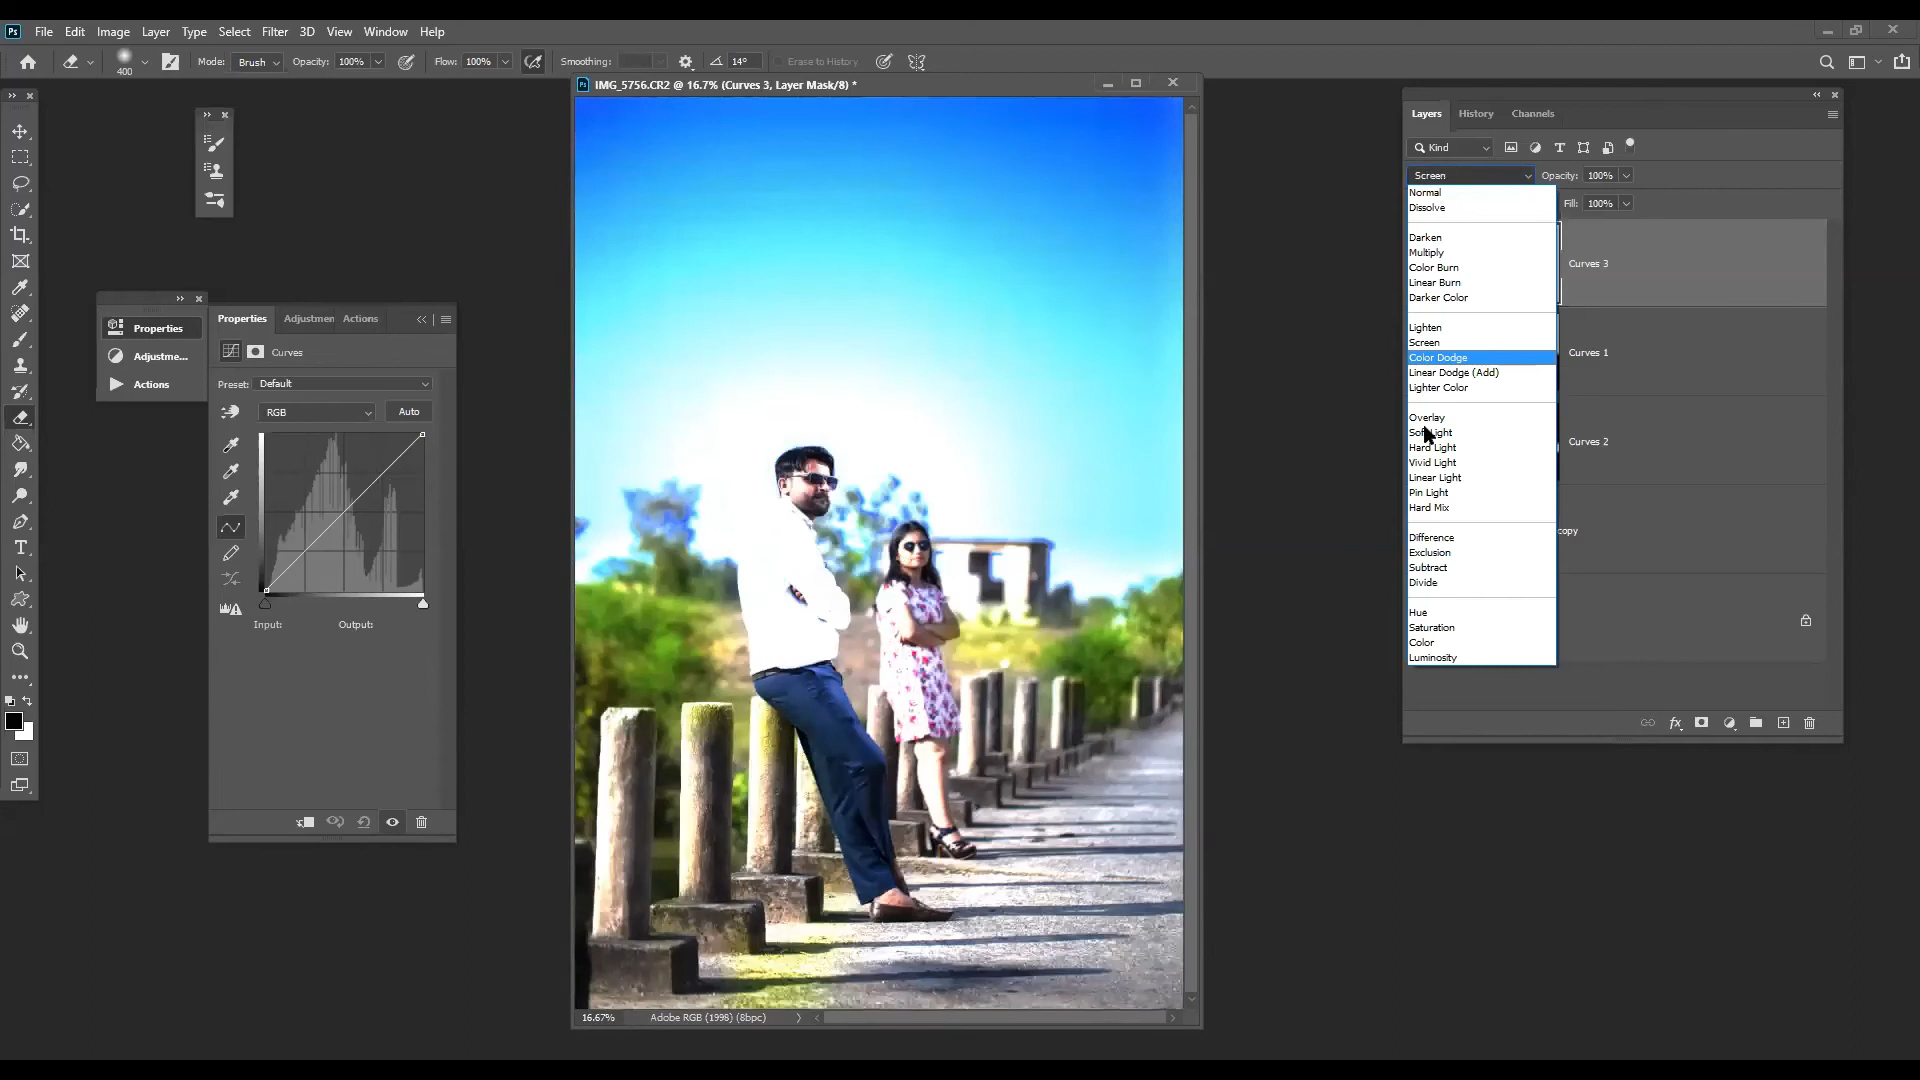 Ps File Edit Image Layer Type Select Filter 3D View Window Help
400 Mode: Brush Opacity: 100% Flow: 100% Smoothing: 14° Erase to History
Ps IMG_5756.CR2 @ 16.7% (Curves 3, Layer Mask/8) *
Properties
Adjustme...
Actions
Properties Adjustmen Actions
Curves
Preset: Default
RGB Auto
Input: Output:
16.67% Adobe RGB (1998) (8bpc)
Layers History Channels
Kind
Screen Opacity: 100%
Fill: 100%
Normal
Dissolve
Darken
Multiply
Color Burn
Linear Burn
Darker Color
Lighten
Screen
Color Dodge
Linear Dodge (Add)
Lighter Color
Overlay
Soft Light
Hard Light
Vivid Light
Linear Light
Pin Light
Hard Mix
Difference
Exclusion
Subtract
Divide
Hue
Saturation
Color
Luminosity
Curves 3
Curves 1
Curves 2
copy
fx